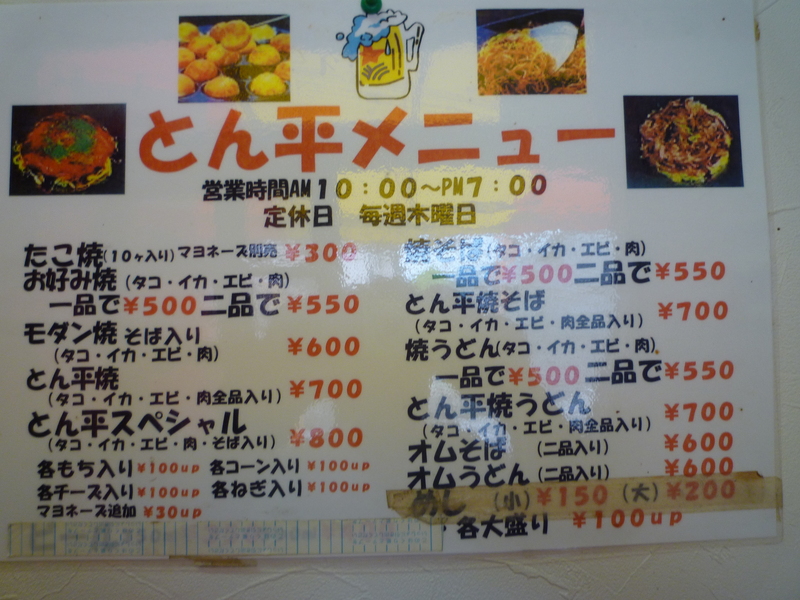 とん平メニュー
営業時間AM10：00～PM7：00
定休日　毎週木曜日
たこ焼(10ヶ入り)マヨネーズ別売 ¥300
お好み焼（タコ・イカ・エビ・肉）
一品で¥500二品で¥550
モダン焼 そば入り
（タコ・イカ・エビ・肉） ¥600
とん平焼
（タコ・イカ・エビ・肉全品入り） ¥700
とん平スペシャル
（タコ・イカ・エビ・肉・そば入り） ¥800
各もち入り¥100up 各コーン入り¥100up
各チーズ入り¥100up 各ねぎ入り¥100up
マヨネーズ追加 ¥30up
焼そば（タコ・イカ・エビ・肉）
一品で¥500二品で¥550
とん平焼そば
（タコ・イカ・エビ・肉全品入り） ¥700
焼うどん（タコ・イカ・エビ・肉）
一品で¥500二品で¥550
とん平焼うどん
（タコ・イカ・エビ・肉全品入り） ¥700
オムそば （二品入り） ¥600
オムうどん（二品入り） ¥600
めし （小）¥150（大）¥200
・各大盛り ¥100up